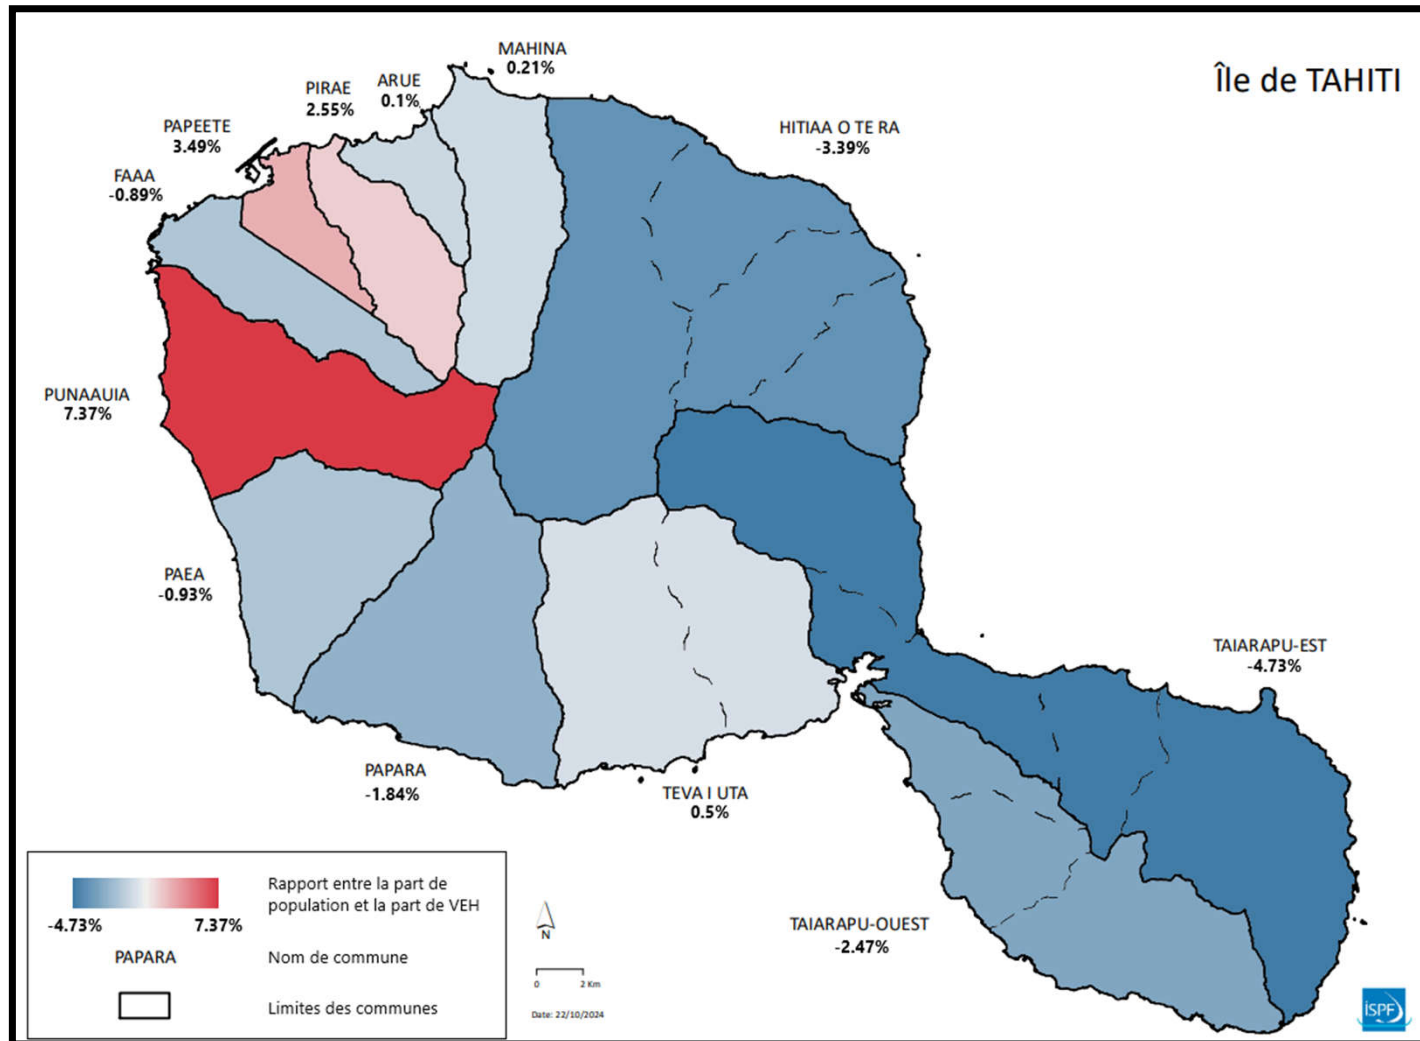 Île de TAHITI
MAHINA
0.21%
ARUE
0.1%
PIRAE
2.55%
PAPEETE
3.49%
HITIAA O TE RA
-3.39%
FAAA
-0.89%
PUNAAUIA
7.37%
PAEA
-0.93%
TAIARAPU-EST
-4.73%
PAPARA
-1.84%
TEVA I UTA
0.5%
TAIARAPU-OUEST
-2.47%
Rapport entre la part de
population et la part de VEH
-4.73% 7.37%
PAPARA Nom de commune
Limites des communes
N
0 2 Km
Date: 22/10/2024
ISPF